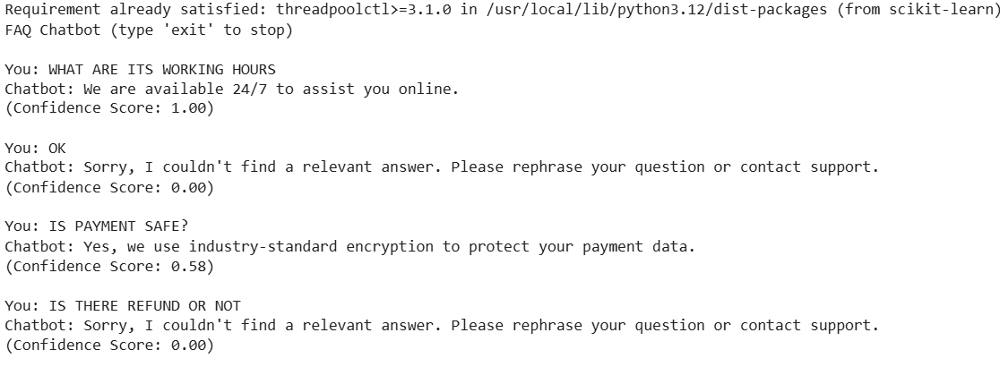 Requirement already satisfied: threadpoolctl>=3.1.0 in /usr/local/lib/python3.12/dist-packages (from scikit-learn)
FAQ Chatbot (type 'exit' to stop)
You: WHAT ARE ITS WORKING HOURS
Chatbot: We are available 24/7 to assist you online.
(Confidence Score: 1.00)
You: OK
Chatbot: Sorry, I couldn't find a relevant answer. Please rephrase your question or contact support.
(Confidence Score: 0.00)
You: IS PAYMENT SAFE?
Chatbot: Yes, we use industry-standard encryption to protect your payment data.
(Confidence Score: 0.58)
You: IS THERE REFUND OR NOT
Chatbot: Sorry, I couldn't find a relevant answer. Please rephrase your question or contact support.
(Confidence Score: 0.00)